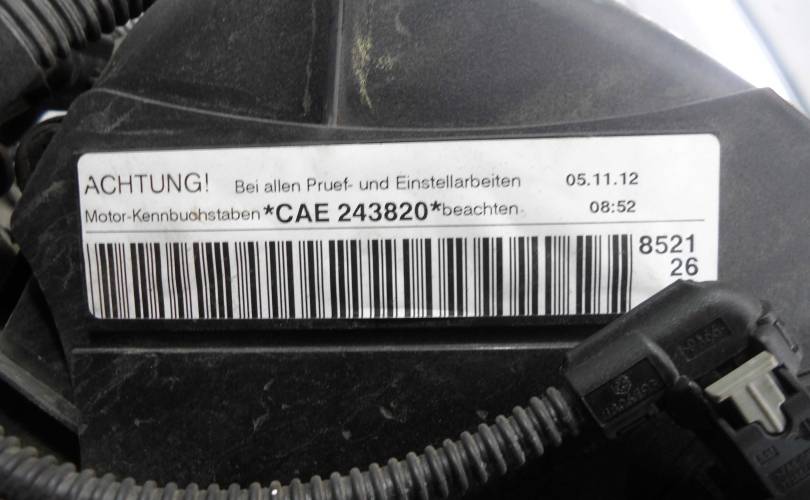 ACHTUNG! Bei allen Pruef- und Einstellarbeiten 05.11.12
Motor-Kennbuchstaben *CAE 243820* beachten 08:52
8521
26